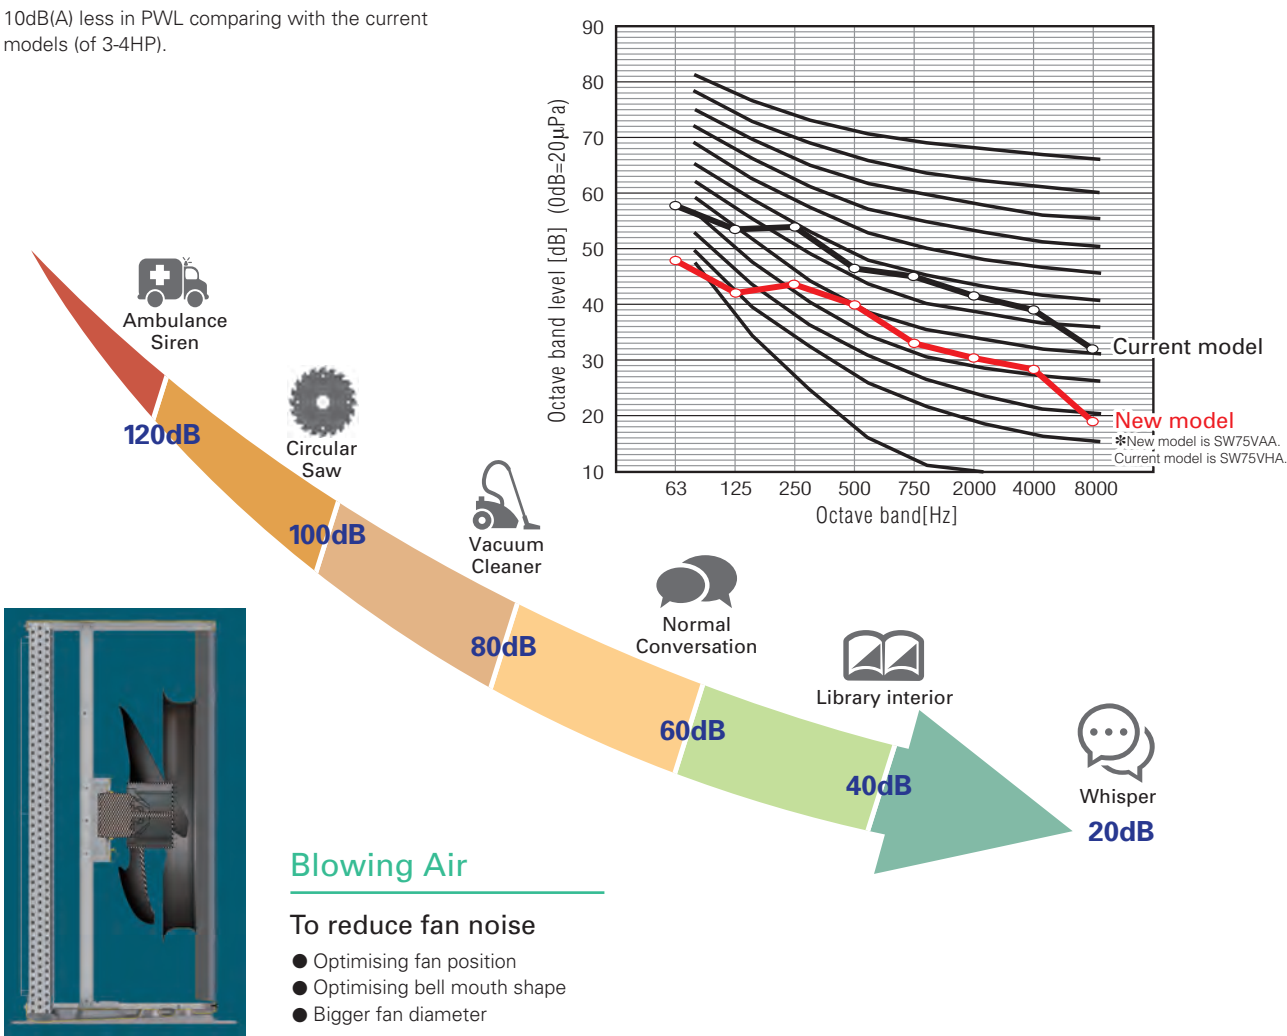 10dB(A) less in PWL comparing with the current
models (of 3-4HP).
90
80
70
60
50
40
30
20
10
Octave band level [dB] (0dB=20μPa)
63 125 250 500 750 2000 4000 8000
Octave band[Hz]
Current model
New model
✻New model is SW75VAA.
Current model is SW75VHA.
Ambulance
Siren
120dB
Circular
Saw
100dB
Vacuum
Cleaner
80dB
Normal
Conversation
60dB
Library interior
40dB
Whisper
20dB
Blowing Air
To reduce fan noise
● Optimising fan position
● Optimising bell mouth shape
● Bigger fan diameter